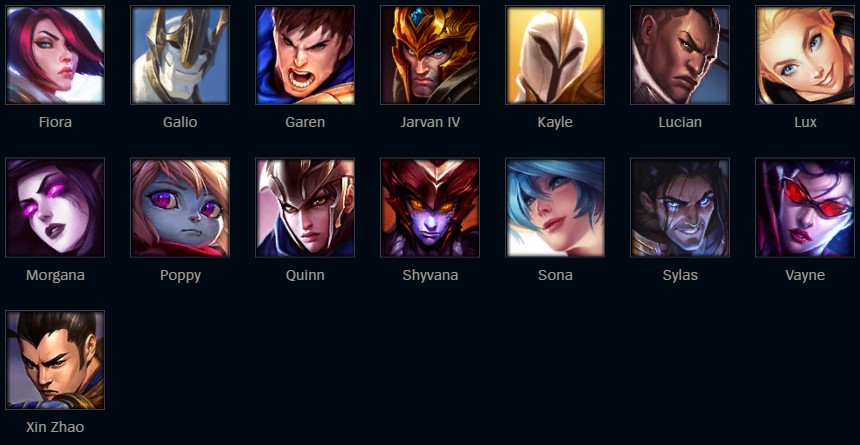 Fiora Galio Garen Jarvan IV Kayle Lucian Lux
Morgana Poppy Quinn Shyvana Sona Sylas Vayne
Xin Zhao